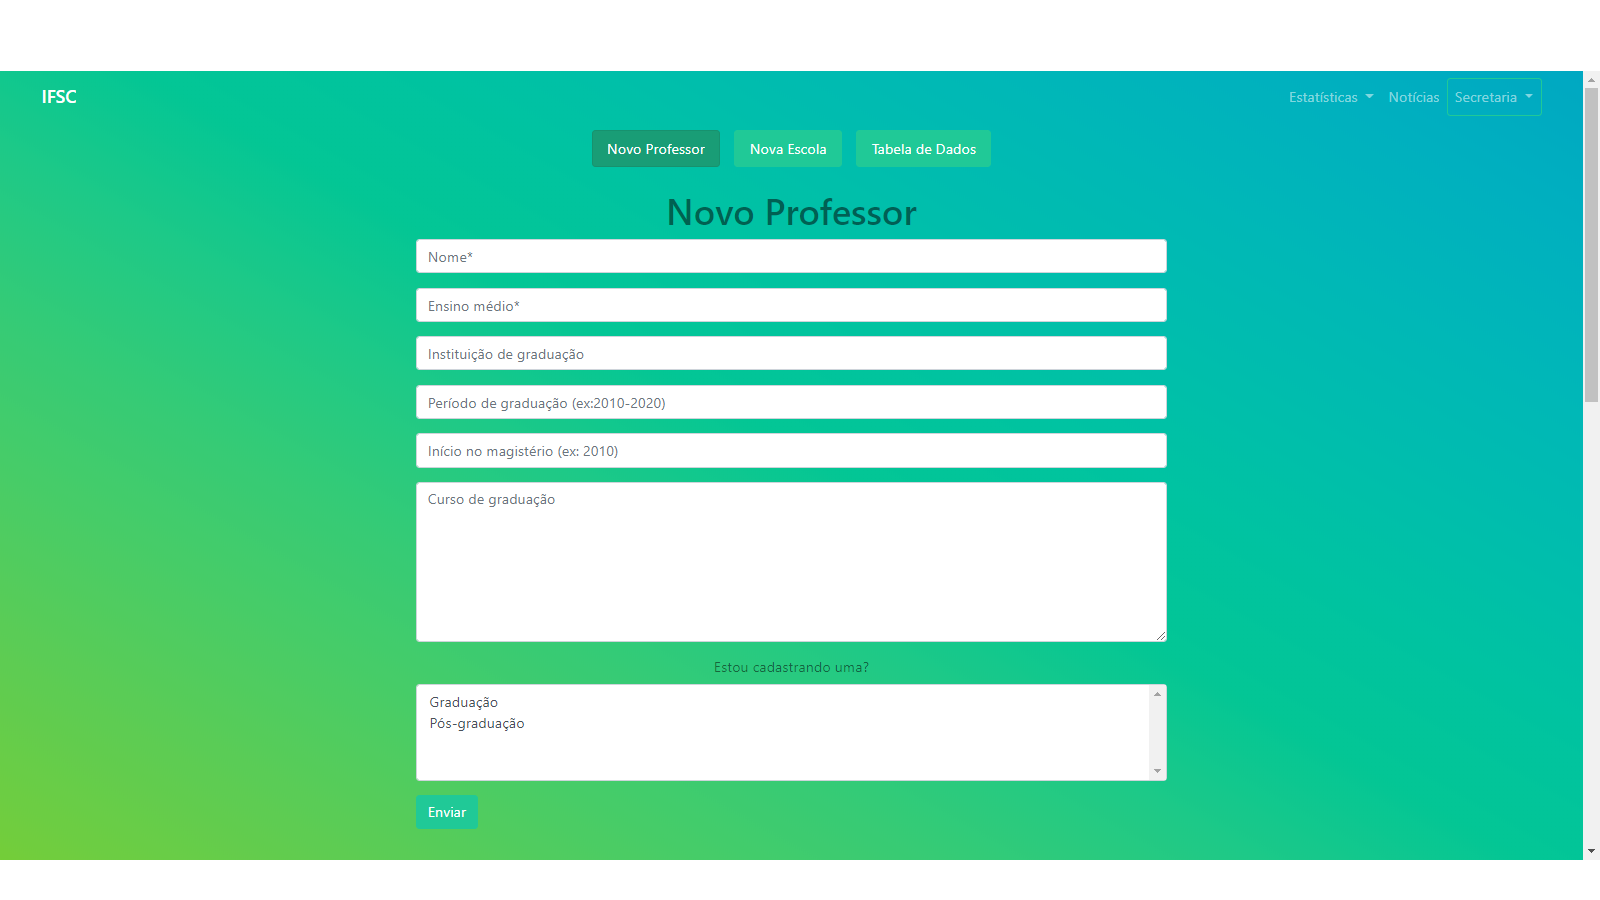 IFSC
Estatísticas
Notícias
Secretaria
Novo Professor
Nova Escola
Tabela de Dados
Novo Professor
Nome*
Ensino médio*
Instituição de graduação
Período de graduação (ex:2010-2020)
Início no magistério (ex: 2010)
Curso de graduação
Estou cadastrando uma?
Graduação
Pós-graduação
Enviar